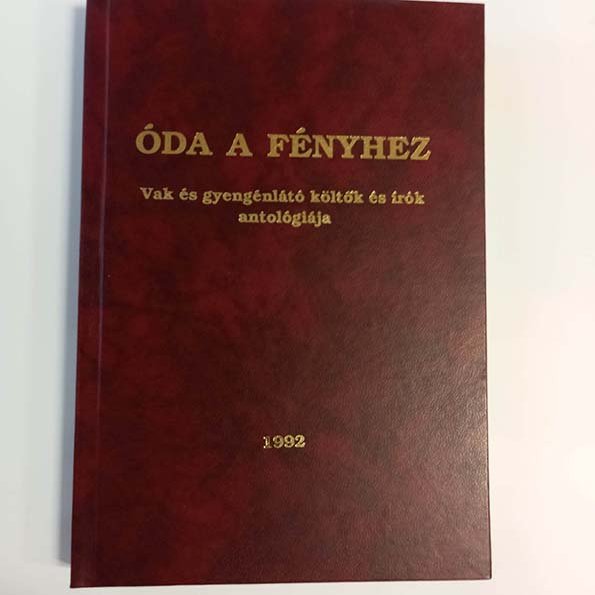 ÓDA A FÉNYHEZ
Vak és gyengénlátó költők és írók
antológiája
1992